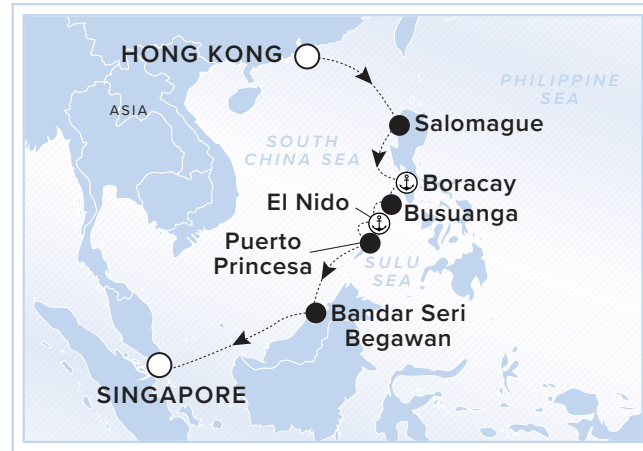 HONG KONG
PHILIPPINE
SEA
ASIA
Salomague
SOUTH
CHINA SEA
Boracay
El Nido
Busuanga
Puerto
Princesa
SULU
SEA
Bandar Seri
Begawan
SINGAPORE